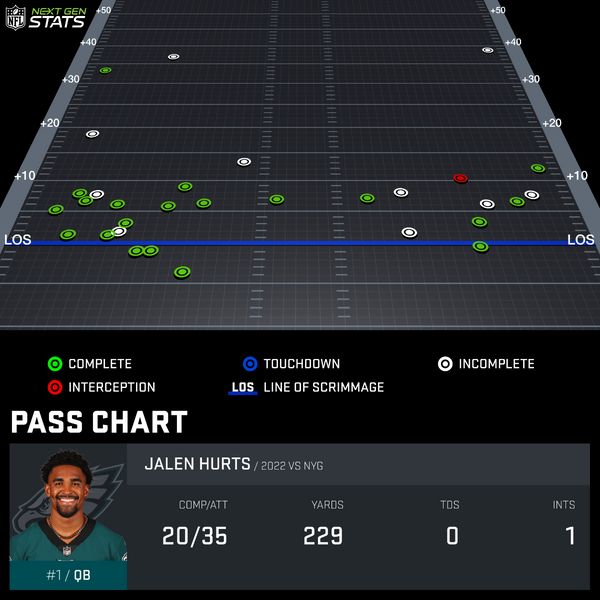 NFL NEXT GEN STATS
+50 +50
+40 +40
+30 +30
+20 +20
+10 +10
LOS LOS
COMPLETE TOUCHDOWN INCOMPLETE
INTERCEPTION LOS LINE OF SCRIMMAGE
PASS CHART
JALEN HURTS / 2022 VS NYG
COMP/ATT YARDS TDS INTS
20/35 229 0 1
#1 / QB